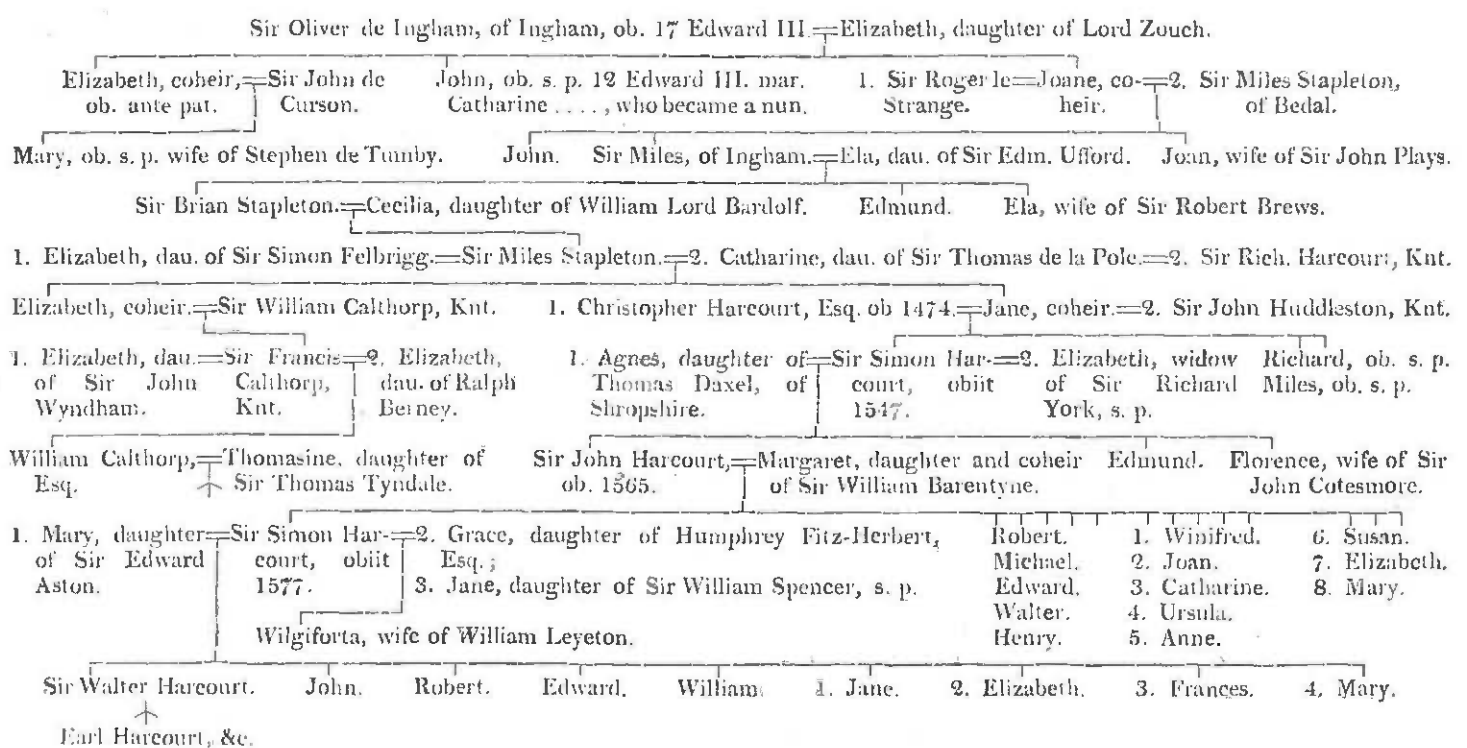 Sir Oliver de Ingham, of Ingham, ob. 17 Edward III.=Elizabeth, daughter of Lord Zouch.
Elizabeth, coheir,=Sir John de Curson.
ob. ante pat.
John, ob. s. p. 12 Edward III. mar.
Catharine . . . ., who became a nun.
1. Sir Roger le=Joane, co-=2. Sir Miles Stapleton,
Strange. heir. of Bedal.
Mary, ob. s. p. wife of Stephen de Tumby. John. Sir Miles, of Ingham.=Ela, dau. of Sir Edm. Ufford. Joan, wife of Sir John Plays.
Sir Brian Stapleton.=Cecilia, daughter of William Lord Bardolf. Edmund. Ela, wife of Sir Robert Brews.
1. Elizabeth, dau. of Sir Simon Felbrigg.=Sir Miles Stapleton.=2. Catharine, dau. of Sir Thomas de la Pole.=2. Sir Rich. Harcourt, Knt.
Elizabeth, coheir.=Sir William Calthorp, Knt. 1. Christopher Harcourt, Esq. ob 1474.=Jane, coheir.=2. Sir John Huddleston, Knt.
1. Elizabeth, dau.=Sir Francis=2. Elizabeth,
of Sir John Calthorp, dau. of Ralph
Wyndham. Knt. Berney.
1. Agnes, daughter of=Sir Simon Har-=2. Elizabeth, widow
Thomas Daxel, of court, obiit of Sir Richard
Shropshire. 1547. York, s. p.
Richard, ob. s. p.
Miles, ob. s. p.
William Calthorp,=Thomasine, daughter of
Esq. Sir Thomas Tyndale.
Sir John Harcourt,=Margaret, daughter and coheir
ob. 1565. of Sir William Barentyne.
Edmund.
Florence, wife of Sir
John Cotesmore.
1. Mary, daughter=Sir Simon Har-=2. Grace, daughter of Humphrey Fitz-Herbert,
of Sir Edward court, obiit Esq.;
Aston. 1577. 3. Jane, daughter of Sir William Spencer, s. p.
Robert.
Michael.
Edward.
Walter.
Henry.
1. Winifred.
2. Joan.
3. Catharine.
4. Ursula.
5. Anne.
6. Susan.
7. Elizabeth.
8. Mary.
Wilgiforta, wife of William Leyeton.
Sir Walter Harcourt. John. Robert. Edward. William. 1. Jane. 2. Elizabeth. 3. Frances. 4. Mary.
Earl Harcourt, &c.